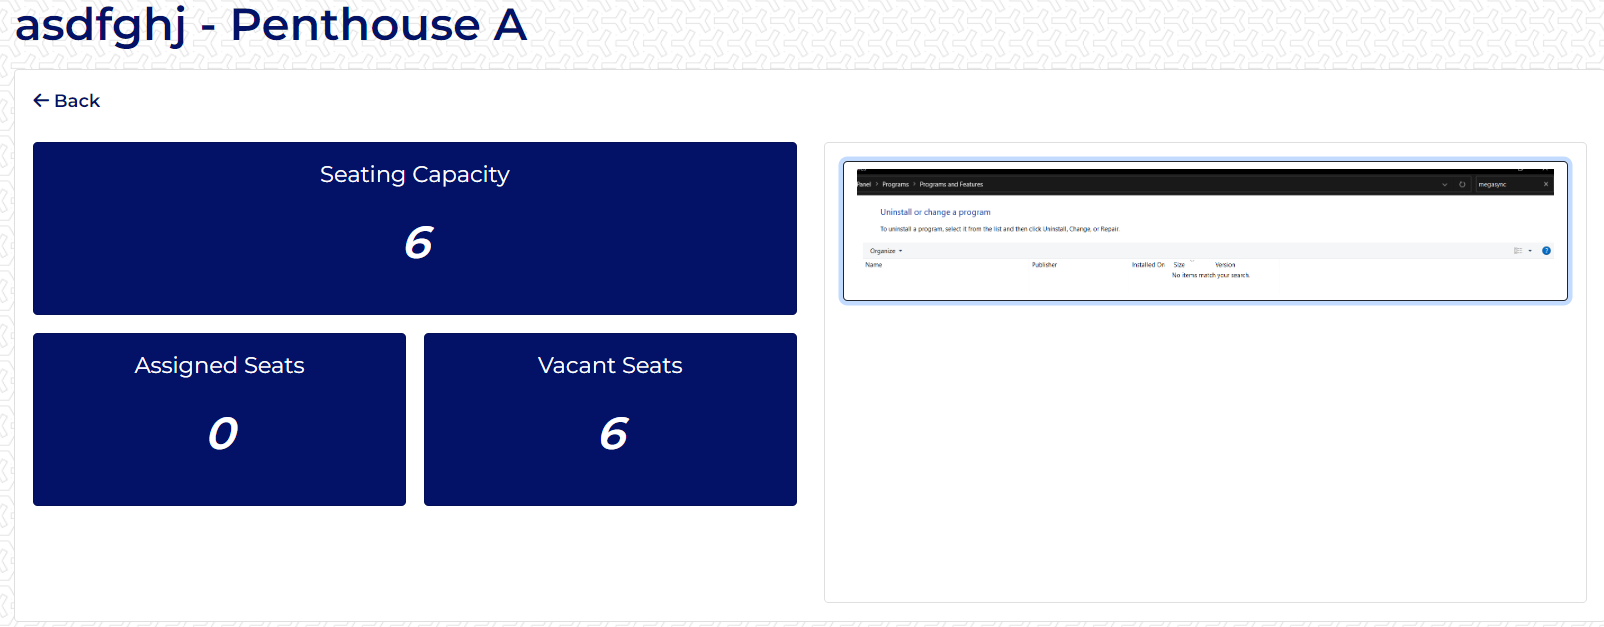 asdfghj - Penthouse A
← Back
Seating Capacity
6
Assigned Seats
0
Vacant Seats
6
Panel > Programs > Programs and Features
megasync
Uninstall or change a program
To uninstall a program, select it from the list and then click Uninstall, Change, or Repair.
Organize
Name Publisher Installed On Size Version
No items match your search.